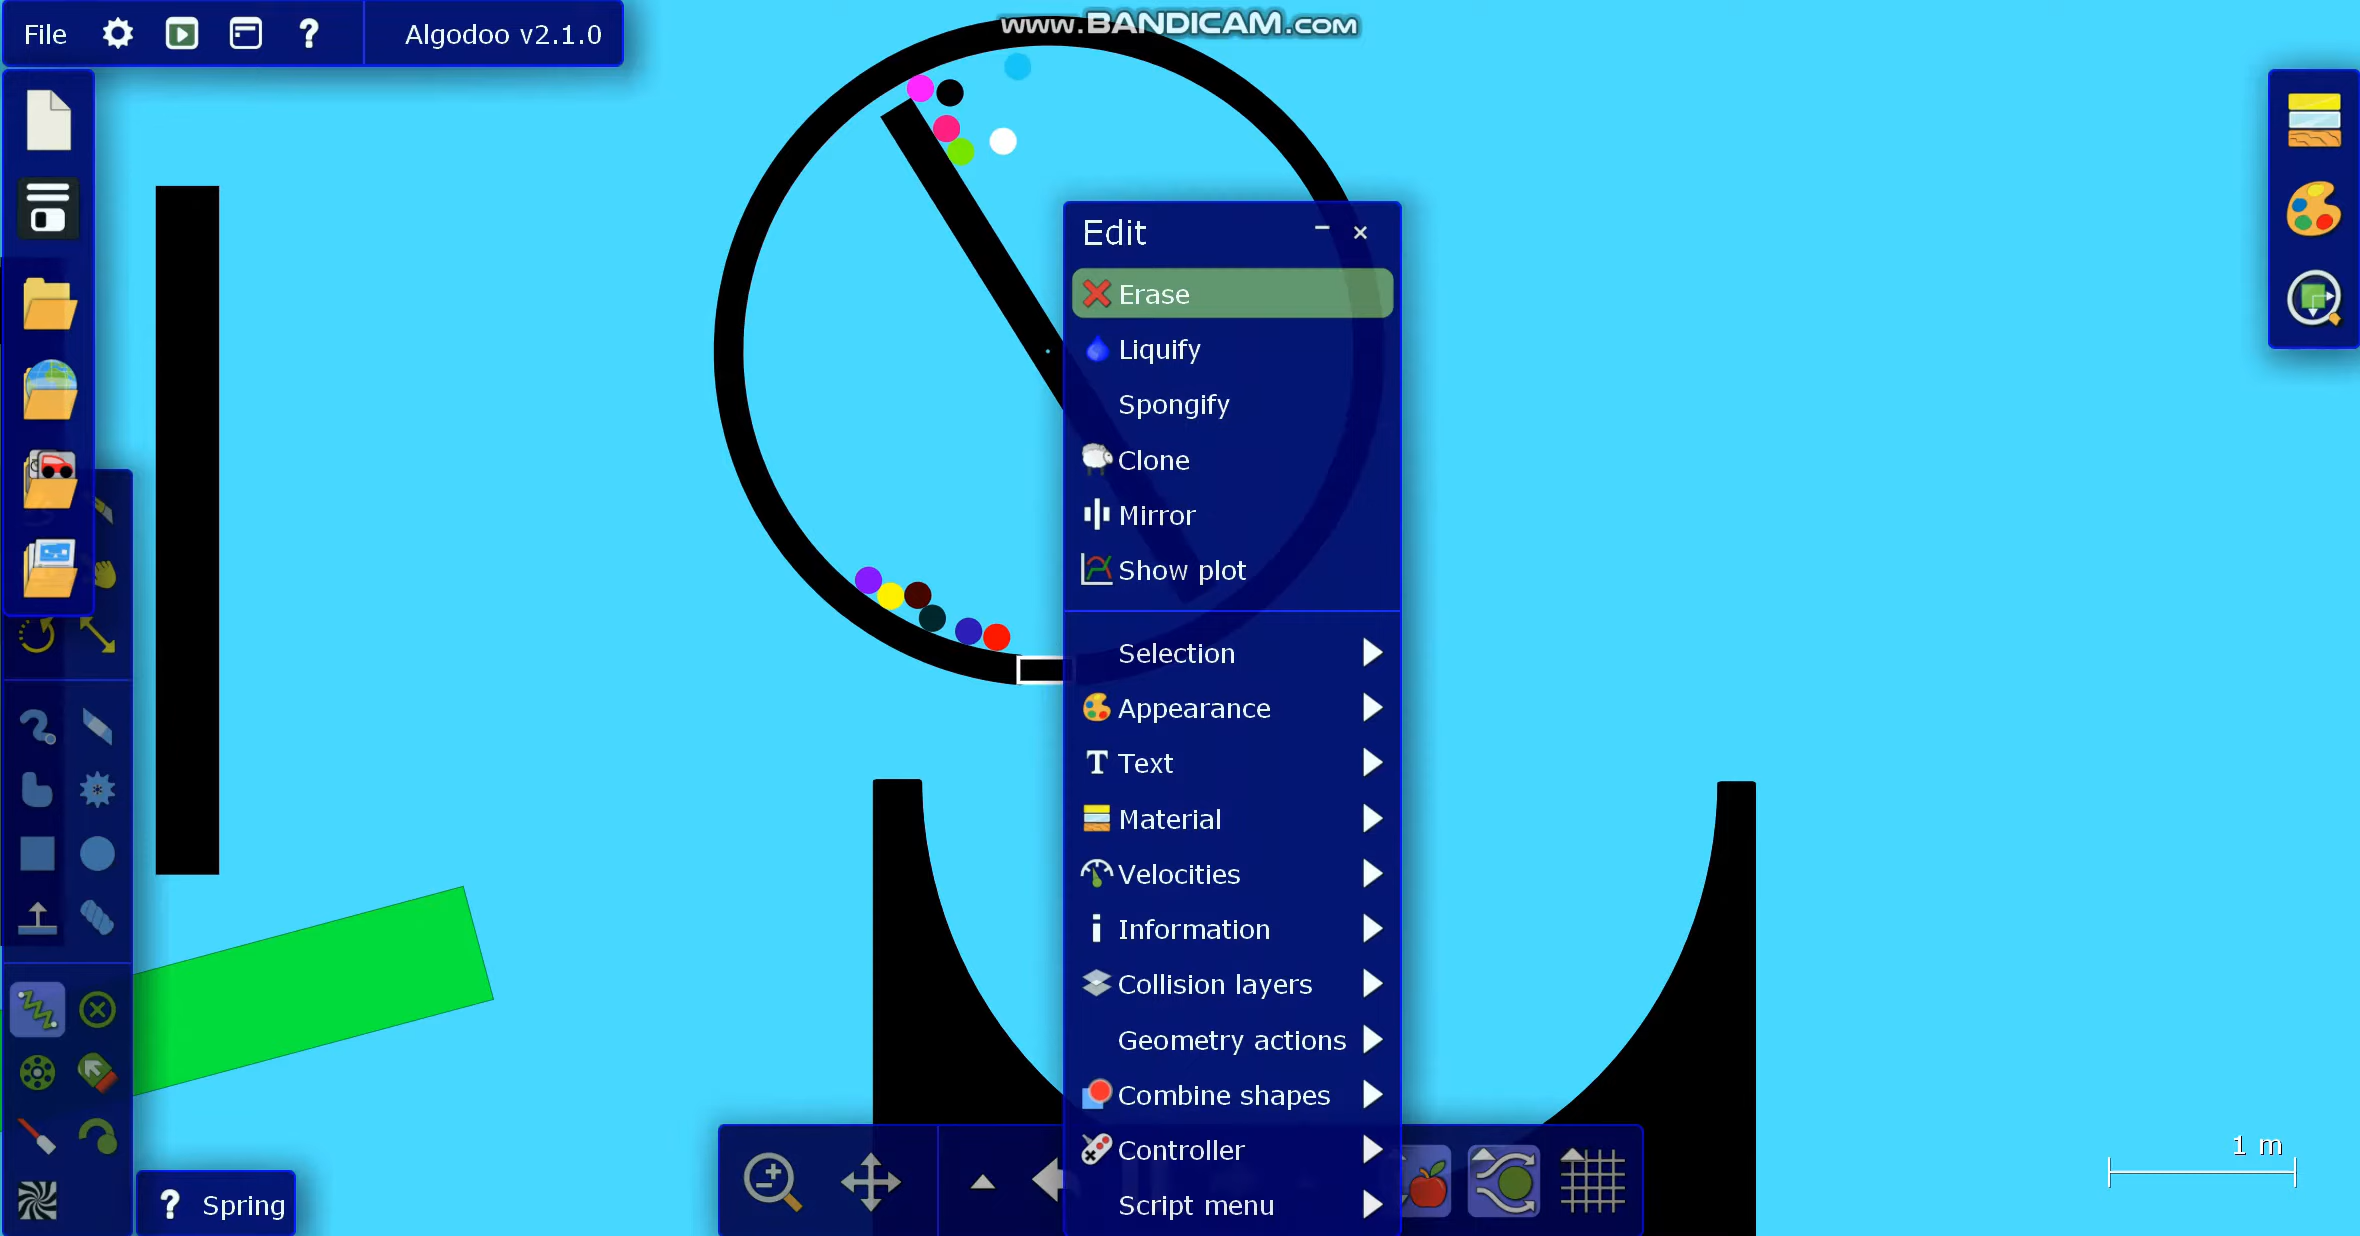 File
Algodoo v2.1.0
www.BANDICAM.com
Edit
Erase
Liquify
Spongify
Clone
Mirror
Show plot
Selection
Appearance
Text
Material
Velocities
Information
Collision layers
Geometry actions
Combine shapes
Controller
Script menu
? Spring
1 m